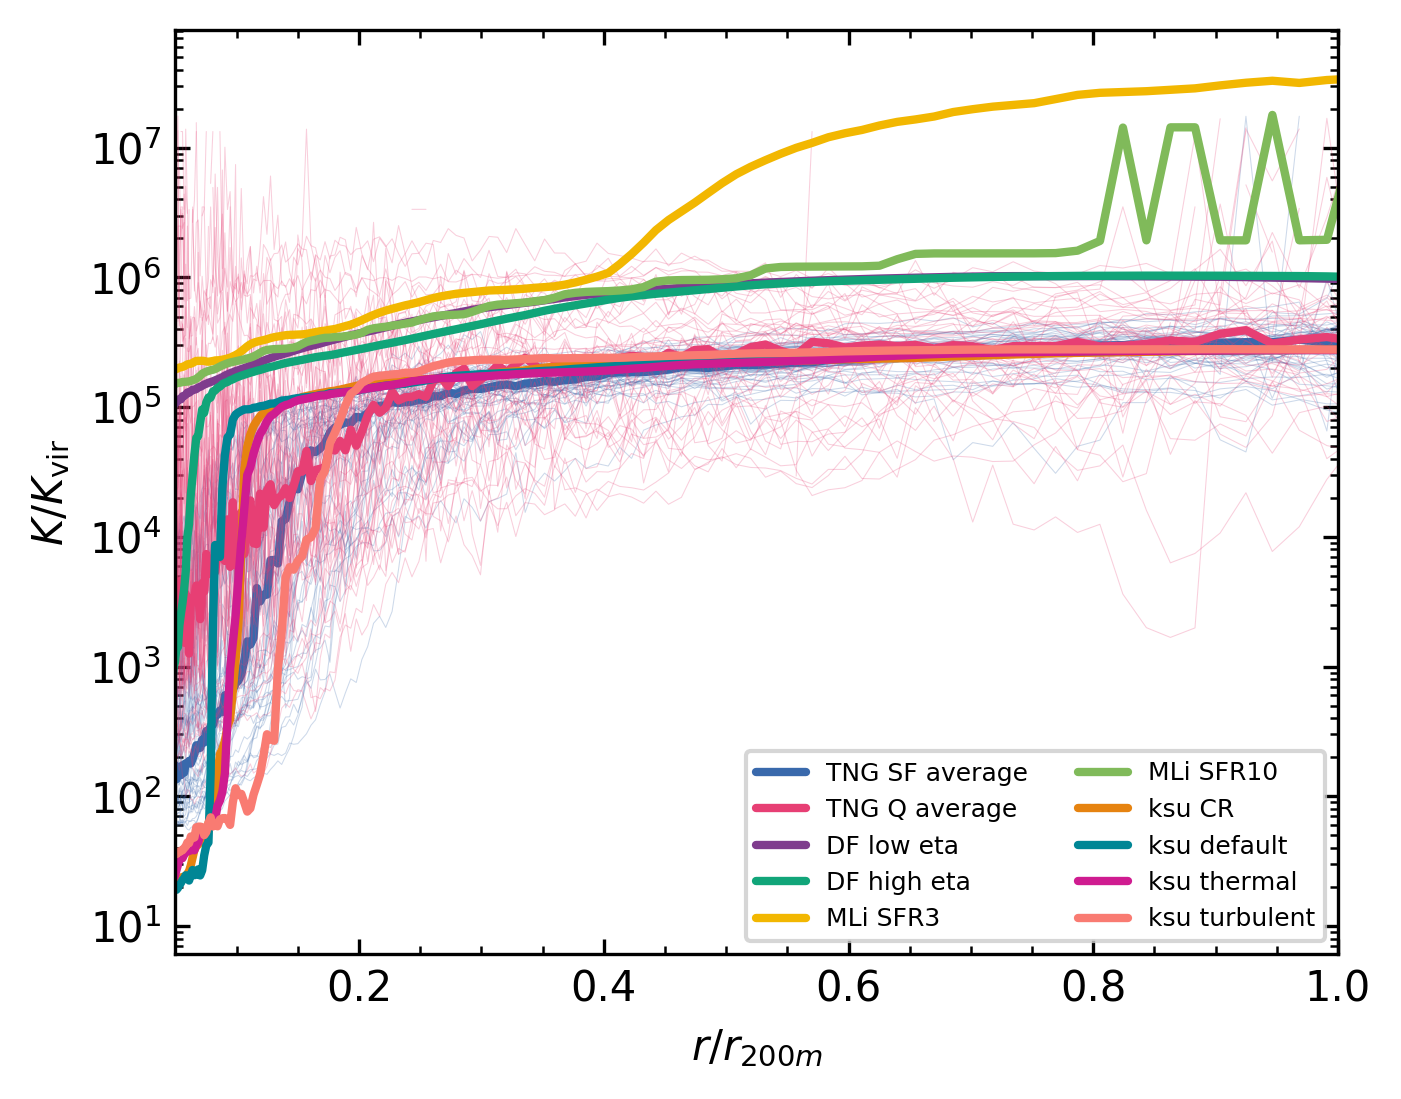 10⁷
10⁶
10⁵
10⁴
10³
10²
10¹
K/Kvir
0.2 0.4 0.6 0.8 1.0
r/r200m
TNG SF average
TNG Q average
DF low eta
DF high eta
MLi SFR3
MLi SFR10
ksu CR
ksu default
ksu thermal
ksu turbulent